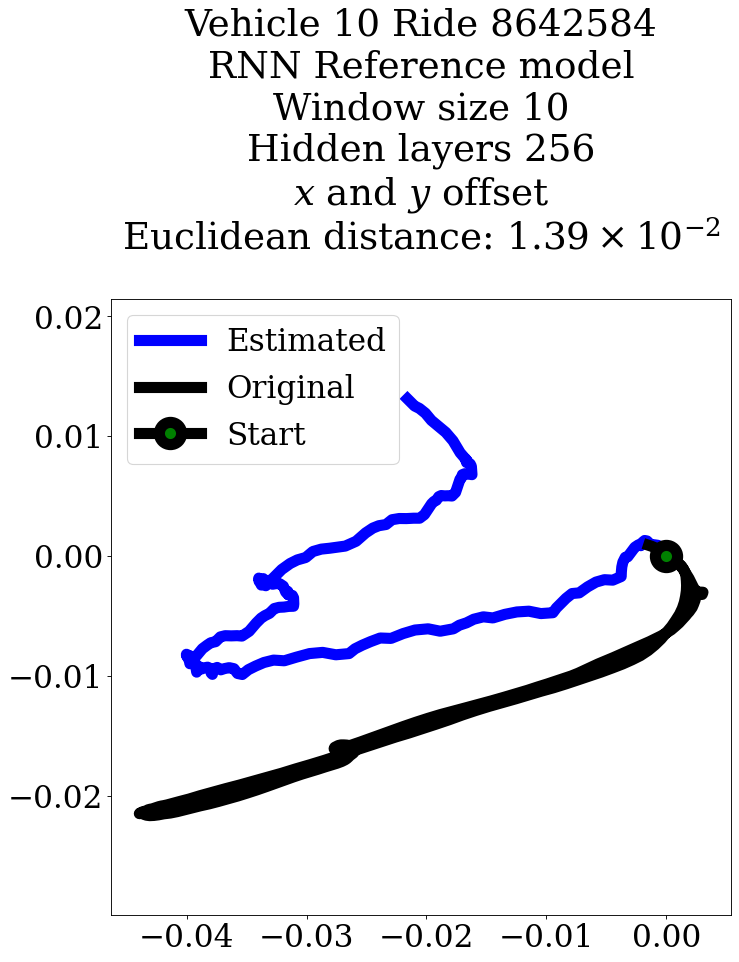 Vehicle 10 Ride 8642584
RNN Reference model
Window size 10
Hidden layers 256
x and y offset
Euclidean distance: 1.39 × 10⁻²
Estimated
Original
Start
0.02
0.01
0.00
−0.01
−0.02
−0.04 −0.03 −0.02 −0.01 0.00